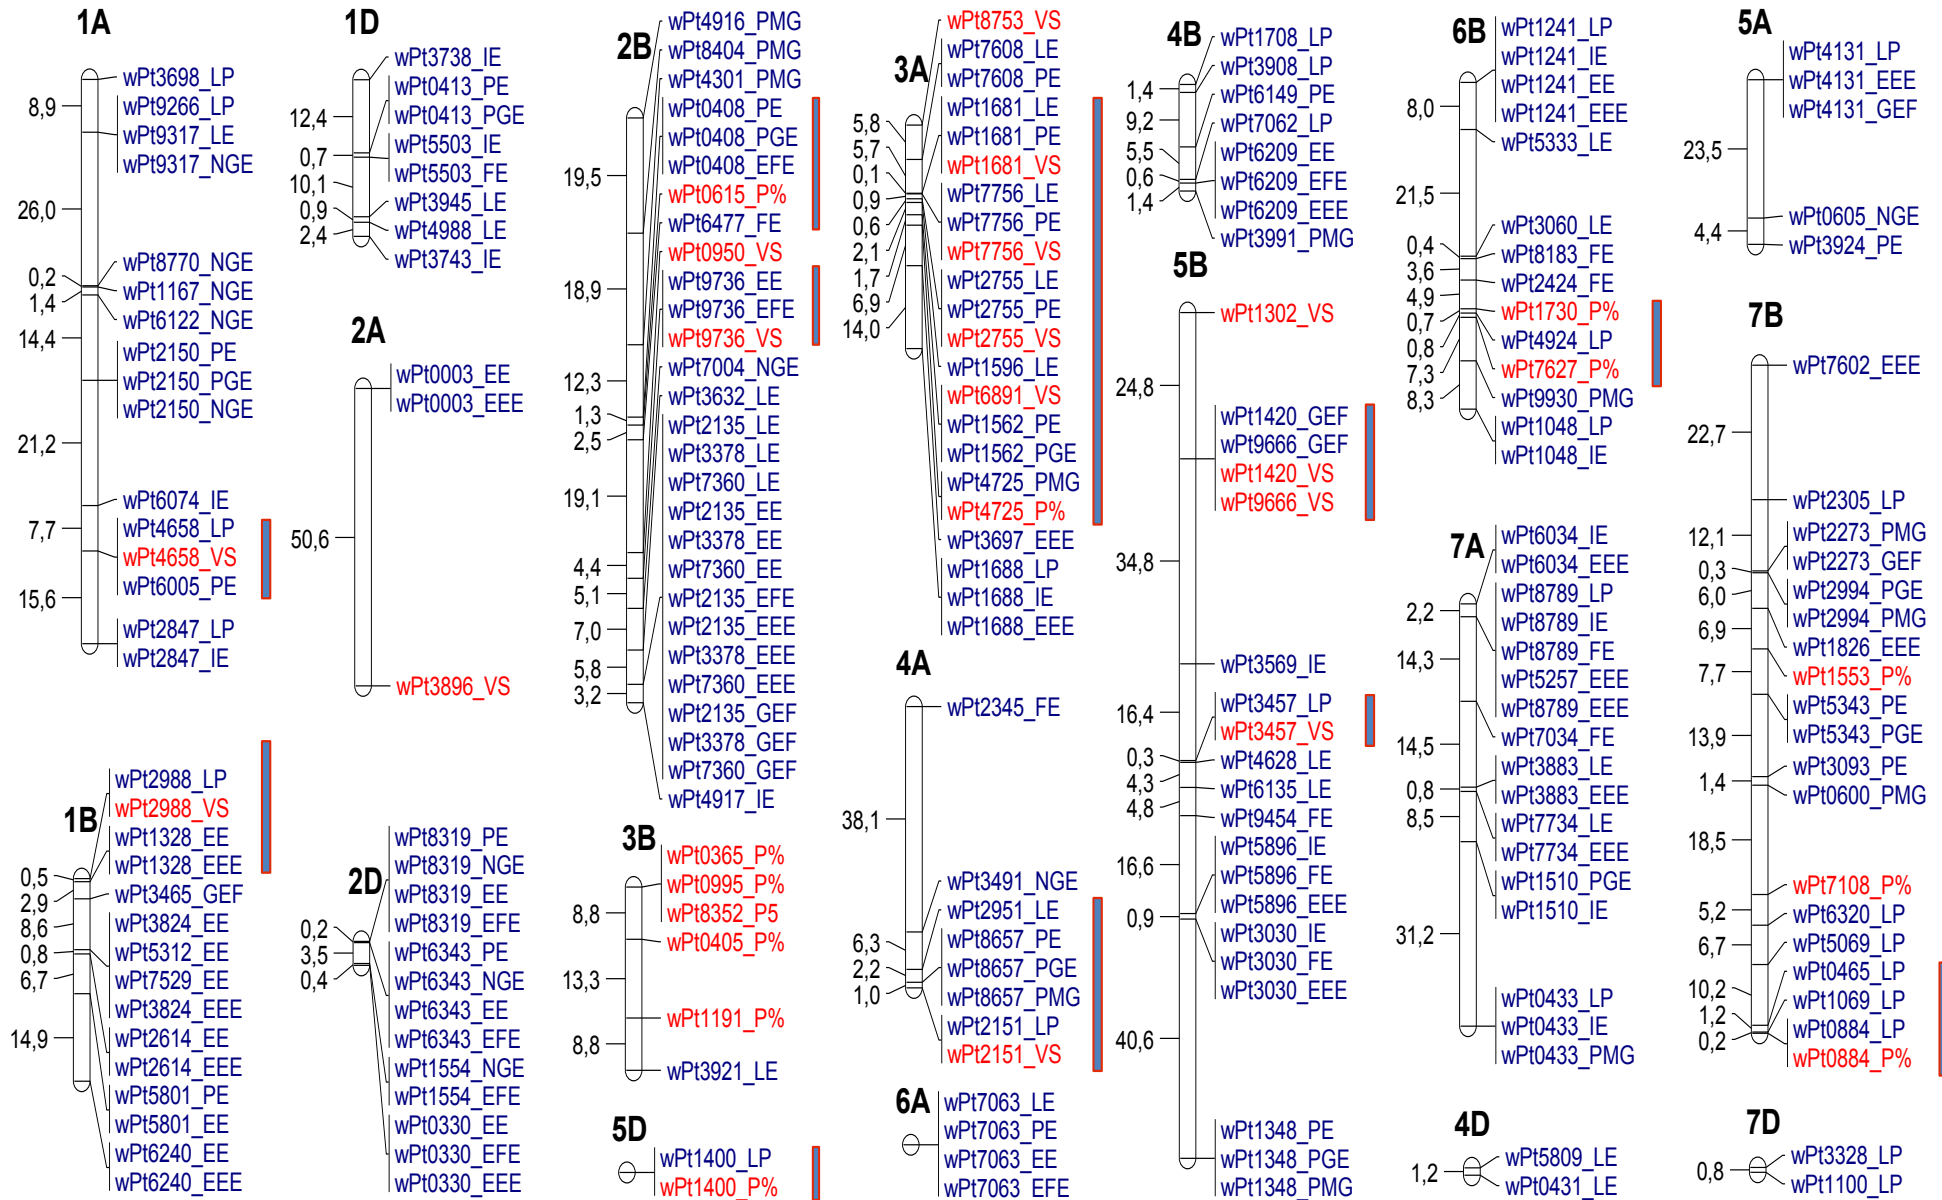 1A
8,9
26,0
0,2
1,4
14,4
21,2
7,7
15,6
wPt3698_LP
wPt9266_LP
wPt9317_LE
wPt9317_NGE
wPt8770_NGE
wPt1167_NGE
wPt6122_NGE
wPt2150_PE
wPt2150_PGE
wPt2150_NGE
wPt6074_IE
wPt4658_LP
wPt4658_VS
wPt6005_PE
wPt2847_LP
wPt2847_IE
1B
0,5
2,9
8,6
0,8
6,7
14,9
wPt2988_LP
wPt2988_VS
wPt1328_EE
wPt1328_EEE
wPt3465_GEF
wPt3824_EE
wPt5312_EE
wPt7529_EE
wPt3824_EEE
wPt2614_EE
wPt2614_EEE
wPt5801_PE
wPt5801_EE
wPt6240_EE
wPt6240_EEE
1D
12,4
0,7
10,1
0,9
2,4
wPt3738_IE
wPt0413_PE
wPt0413_PGE
wPt5503_IE
wPt5503_FE
wPt3945_LE
wPt4988_LE
wPt3743_IE
2A
50,6
wPt0003_EE
wPt0003_EEE
wPt3896_VS
2D
0,2
3,5
0,4
wPt8319_PE
wPt8319_NGE
wPt8319_EE
wPt8319_EFE
wPt6343_PE
wPt6343_NGE
wPt6343_EE
wPt6343_EFE
wPt1554_NGE
wPt1554_EFE
wPt0330_EE
wPt0330_EFE
wPt0330_EEE
2B
19,5
18,9
12,3
1,3
2,5
19,1
4,4
5,1
7,0
5,8
3,2
wPt4916_PMG
wPt8404_PMG
wPt4301_PMG
wPt0408_PE
wPt0408_PGE
wPt0408_EFE
wPt0615_P%
wPt6477_FE
wPt0950_VS
wPt9736_EE
wPt9736_EFE
wPt9736_VS
wPt7004_NGE
wPt3632_LE
wPt2135_LE
wPt3378_LE
wPt7360_LE
wPt2135_EE
wPt3378_EE
wPt7360_EE
wPt2135_EFE
wPt2135_EEE
wPt3378_EEE
wPt7360_EEE
wPt2135_GEF
wPt3378_GEF
wPt7360_GEF
wPt4917_IE
3B
8,8
13,3
8,8
wPt0365_P%
wPt0995_P%
wPt8352_P5
wPt0405_P%
wPt1191_P%
wPt3921_LE
5D
wPt1400_LP
wPt1400_P%
3A
5,8
5,7
0,1
0,9
0,6
2,1
1,7
6,9
14,0
wPt8753_VS
wPt7608_LE
wPt7608_PE
wPt1681_LE
wPt1681_PE
wPt1681_VS
wPt7756_LE
wPt7756_PE
wPt7756_VS
wPt2755_LE
wPt2755_PE
wPt2755_VS
wPt1596_LE
wPt6891_VS
wPt1562_PE
wPt1562_PGE
wPt4725_PMG
wPt4725_P%
wPt3697_EEE
wPt1688_LP
wPt1688_IE
wPt1688_EEE
4A
38,1
6,3
2,2
1,0
wPt2345_FE
wPt3491_NGE
wPt2951_LE
wPt8657_PE
wPt8657_PGE
wPt8657_PMG
wPt2151_LP
wPt2151_VS
6A
wPt7063_LE
wPt7063_PE
wPt7063_EE
wPt7063_EFE
4B
1,4
9,2
5,5
0,6
1,4
wPt1708_LP
wPt3908_LP
wPt6149_PE
wPt7062_LP
wPt6209_EE
wPt6209_EFE
wPt6209_EEE
wPt3991_PMG
5B
24,8
34,8
16,4
0,3
4,3
4,8
16,6
0,9
40,6
wPt1302_VS
wPt1420_GEF
wPt9666_GEF
wPt1420_VS
wPt9666_VS
wPt3569_IE
wPt3457_LP
wPt3457_VS
wPt4628_LE
wPt6135_LE
wPt9454_FE
wPt5896_IE
wPt5896_FE
wPt5896_EEE
wPt3030_IE
wPt3030_FE
wPt3030_EEE
wPt1348_PE
wPt1348_PGE
wPt1348_PMG
6B
8,0
21,5
0,4
3,6
4,9
0,7
0,8
7,3
8,3
wPt1241_LP
wPt1241_IE
wPt1241_EE
wPt1241_EEE
wPt5333_LE
wPt3060_LE
wPt8183_FE
wPt2424_FE
wPt1730_P%
wPt4924_LP
wPt7627_P%
wPt9930_PMG
wPt1048_LP
wPt1048_IE
7A
2,2
14,3
14,5
0,8
8,5
31,2
wPt6034_IE
wPt6034_EEE
wPt8789_LP
wPt8789_IE
wPt8789_FE
wPt5257_EEE
wPt8789_EEE
wPt7034_FE
wPt3883_LE
wPt3883_EEE
wPt7734_LE
wPt7734_EEE
wPt1510_PGE
wPt1510_IE
wPt0433_LP
wPt0433_IE
wPt0433_PMG
4D
1,2
wPt5809_LE
wPt0431_LE
5A
23,5
4,4
wPt4131_LP
wPt4131_EEE
wPt4131_GEF
wPt0605_NGE
wPt3924_PE
7B
22,7
12,1
0,3
6,0
6,9
7,7
13,9
1,4
18,5
5,2
6,7
10,2
1,2
0,2
wPt7602_EEE
wPt2305_LP
wPt2273_PMG
wPt2273_GEF
wPt2994_PGE
wPt2994_PMG
wPt1826_EEE
wPt1553_P%
wPt5343_PE
wPt5343_PGE
wPt3093_PE
wPt0600_PMG
wPt7108_P%
wPt6320_LP
wPt5069_LP
wPt0465_LP
wPt1069_LP
wPt0884_LP
wPt0884_P%
7D
0,8
wPt3328_LP
wPt1100_LP